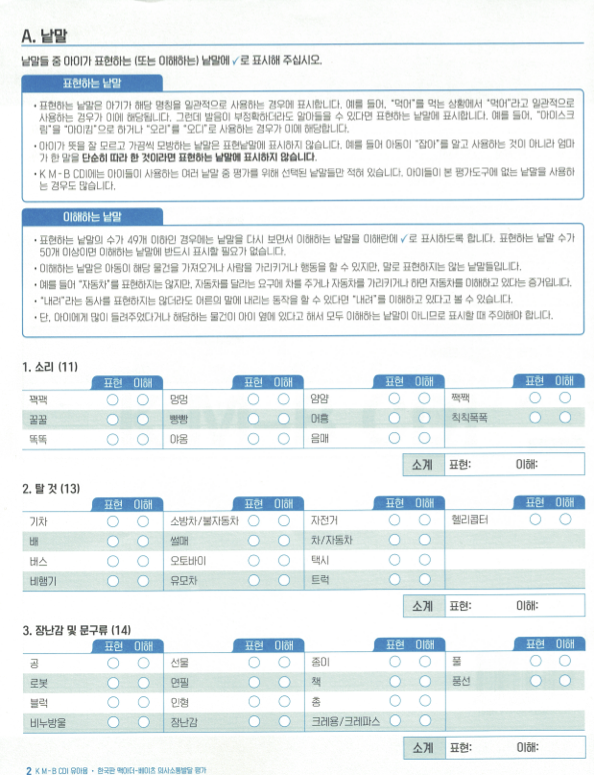 A. 낱말
낱말들 중 아이가 표현하는 (또는 이해하는) 낱말에 ✓로 표시해 주십시오.
표현하는 낱말
• 표현하는 낱말은 아기가 해당 명칭을 일관적으로 사용하는 경우에 표시합니다. 예를 들어, “먹어”를 먹는 상황에서 “먹어”라고 일관적으로
사용하는 경우가 이에 해당됩니다. 그런데 발음이 부정확하더라도 알아들을 수 있다면 표현하는 낱말에 표시합니다. 예를 들어, “아이스크
림”을 “아이킴”으로 하거나 “오리”를 “오디”로 사용하는 경우가 이에 해당합니다.
• 아이가 뜻을 잘 모르고 가끔씩 모방하는 낱말은 표현낱말에 표시하지 않습니다. 예를 들어 아동이 “잡아”를 알고 사용하는 것이 아니라 엄마
가 한 말을 단순히 따라 한 것이라면 표현하는 낱말에 표시하지 않습니다.
• K M-B CDI에는 아이들이 사용하는 여러 낱말 중 평가를 위해 선택된 낱말들만 적혀 있습니다. 아이들이 본 평가도구에 없는 낱말을 사용하
는 경우도 많습니다.
이해하는 낱말
• 표현하는 낱말의 수가 49개 이하인 경우에는 낱말을 다시 보면서 이해하는 낱말을 이해란에 ✓로 표시하도록 합니다. 표현하는 낱말 수가
50개 이상이면 이해하는 낱말에 반드시 표시할 필요가 없습니다.
• 이해하는 낱말은 아동이 해당 물건을 가져오거나 사람을 가리키거나 행동을 할 수 있지만, 말로 표현하지는 않는 낱말들입니다.
• 예를 들어 “자동차”를 표현하지는 않지만, 자동차를 달라는 요구에 차를 주거나 자동차를 가리키거나 하면 자동차를 이해하고 있다는 증거입니다.
• “내려”라는 동사를 표현하지는 않더라도 어른의 말에 내리는 동작을 할 수 있다면 “내려”를 이해하고 있다고 볼 수 있습니다.
• 단, 아이에게 많이 들려주었다거나 해당하는 물건이 아이 옆에 있다고 해서 모두 이해하는 낱말이 아니므로 표시할 때 주의해야 합니다.
1. 소리 (11)
표현 이해 표현 이해 표현 이해 표현 이해
꽥꽥 멍멍 얌얌 짹짹
꿀꿀 빵빵 어흥 칙칙폭폭
똑똑 야옹 음매
소계 표현: 이해:
2. 탈 것 (13)
표현 이해 표현 이해 표현 이해 표현 이해
기차 소방차/불자동차 자전거 헬리콥터
배 썰매 차/자동차
버스 오토바이 택시
비행기 유모차 트럭
소계 표현: 이해:
3. 장난감 및 문구류 (14)
표현 이해 표현 이해 표현 이해 표현 이해
공 선물 종이 풀
로봇 연필 책 풍선
블럭 인형 총
비누방울 장난감 크레용/크레파스
소계 표현: 이해:
2 K M-B CDI 유아용 • 한국판 맥아더-베이츠 의사소통발달 평가